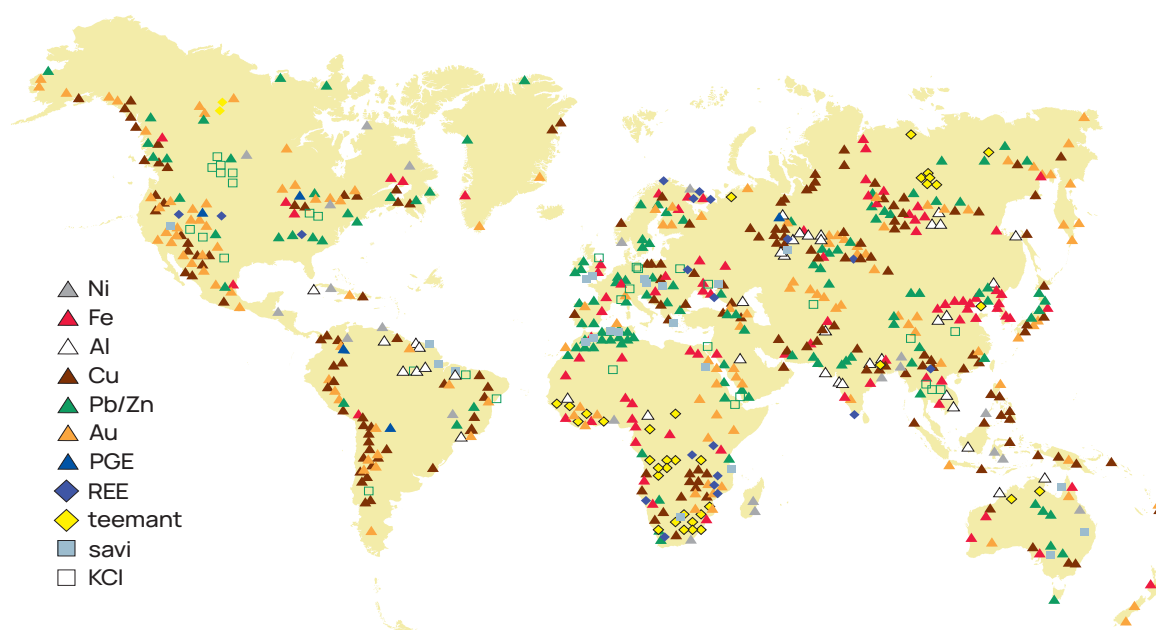 Ni
Fe
Al
Cu
Pb/Zn
Au
PGE
REE
teemant
savi
KCl